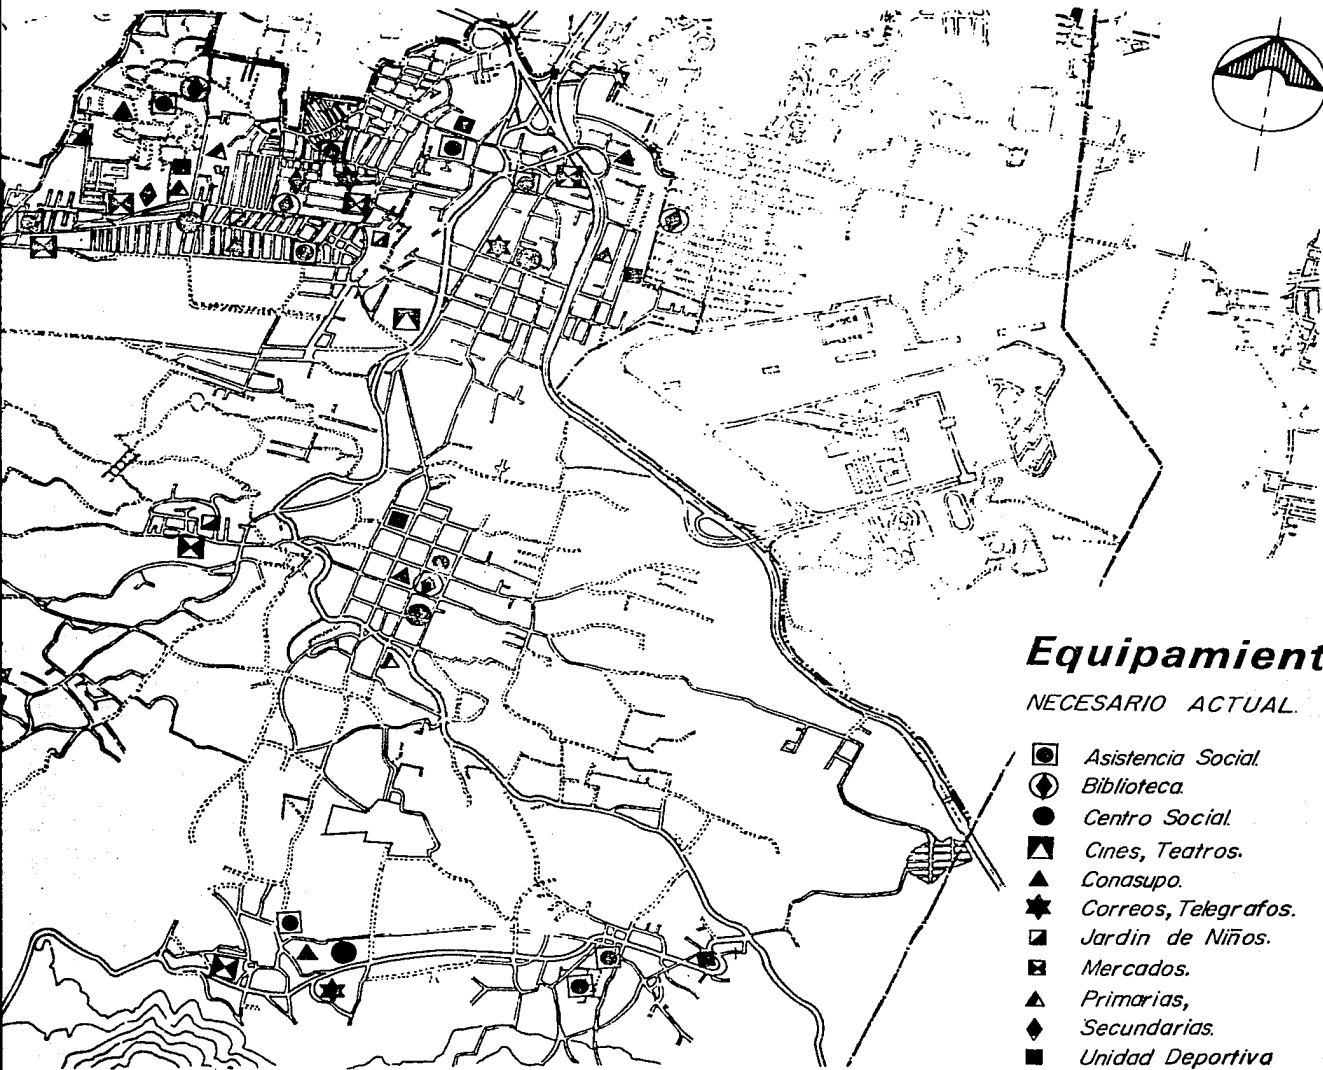 Equipamient
NECESARIO ACTUAL.
Asistencia Social.
Biblioteca.
Centro Social.
Cines, Teatros.
Conasupo.
Correos, Telegrafos.
Jardin de Niños.
Mercados.
Primarias,
Secundarias.
Unidad Deportiva